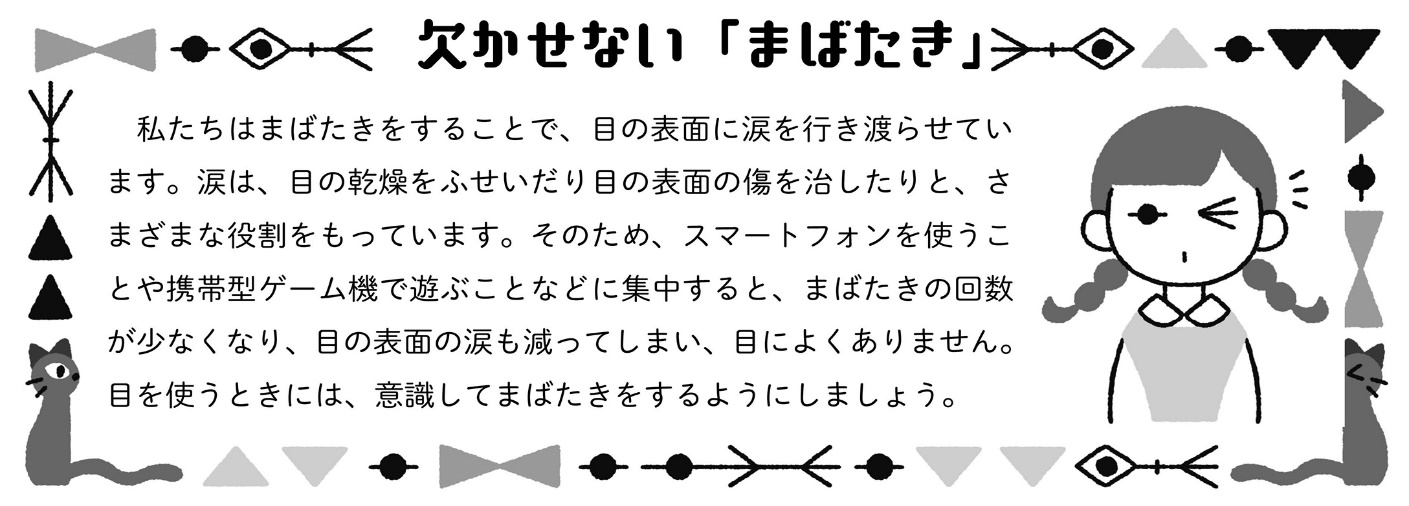 欠かせない「まばたき」
私たちはまばたきをすることで、目の表面に涙を行き渡らせてい
ます。涙は、目の乾燥をふせいだり目の表面の傷を治したりと、さ
まざまな役割をもっています。そのため、スマートフォンを使うこ
とや携帯型ゲーム機で遊ぶことなどに集中すると、まばたきの回数
が少なくなり、目の表面の涙も減ってしまい、目によくありません。
目を使うときには、意識してまばたきをするようにしましょう。